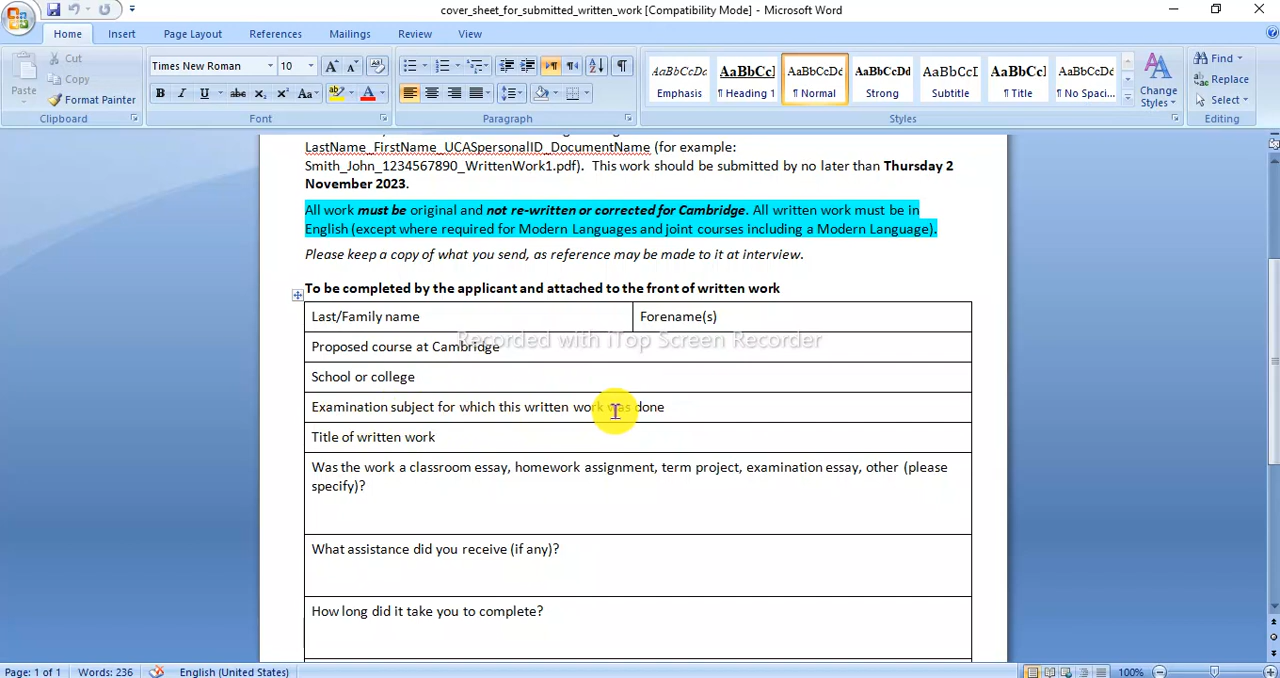 cover_sheet_for_submitted_written_work [Compatibility Mode] - Microsoft Word
Home Insert Page Layout References Mailings Review View
Paste
Cut
Copy
Format Painter
Clipboard
Times New Roman 10
Font
Paragraph
AaBbCcDd Emphasis
AaBbCcI ¶ Heading 1
AaBbCcDd ¶ Normal
AaBbCcDd Strong
AaBbCcI Subtitle
AaBbCcI ¶ Title
AaBbCcDd ¶ No Spaci...
Change Styles
Styles
Find
Replace
Select
Editing
LastName_FirstName_UCASpersonalID_DocumentName (for example:
Smith_John_1234567890_WrittenWork1.pdf). This work should be submitted by no later than Thursday 2
November 2023.
All work must be original and not re-written or corrected for Cambridge. All written work must be in
English (except where required for Modern Languages and joint courses including a Modern Language).
Please keep a copy of what you send, as reference may be made to it at interview.
To be completed by the applicant and attached to the front of written work
Last/Family name Forename(s)
Recorded with iTop Screen Recorder
Proposed course at Cambridge
School or college
Examination subject for which this written work was done
Title of written work
Was the work a classroom essay, homework assignment, term project, examination essay, other (please
specify)?
What assistance did you receive (if any)?
How long did it take you to complete?
Page: 1 of 1 Words: 236 English (United States) 100%